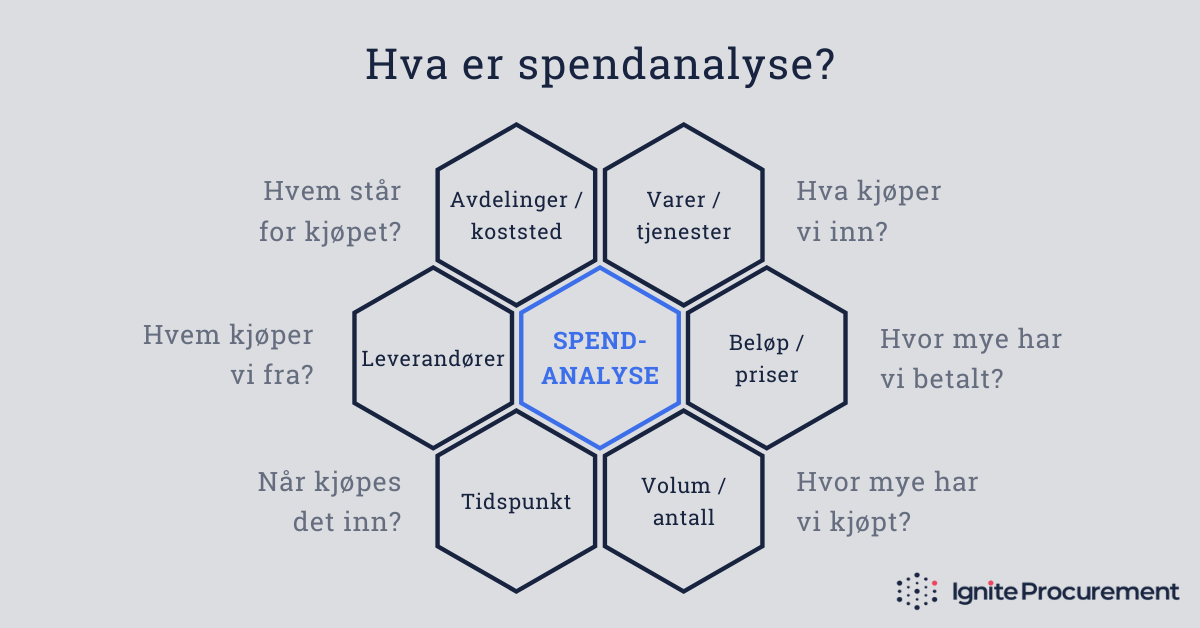 Hva er spendanalyse?
Hvem står
for kjøpet?
Avdelinger /
koststed
Varer /
tjenester
Hva kjøper
vi inn?
Hvem kjøper
vi fra?
Leverandører
SPEND-
ANALYSE
Beløp /
priser
Hvor mye har
vi betalt?
Når kjøpes
det inn?
Tidspunkt
Volum /
antall
Hvor mye har
vi kjøpt?
Ignite Procurement